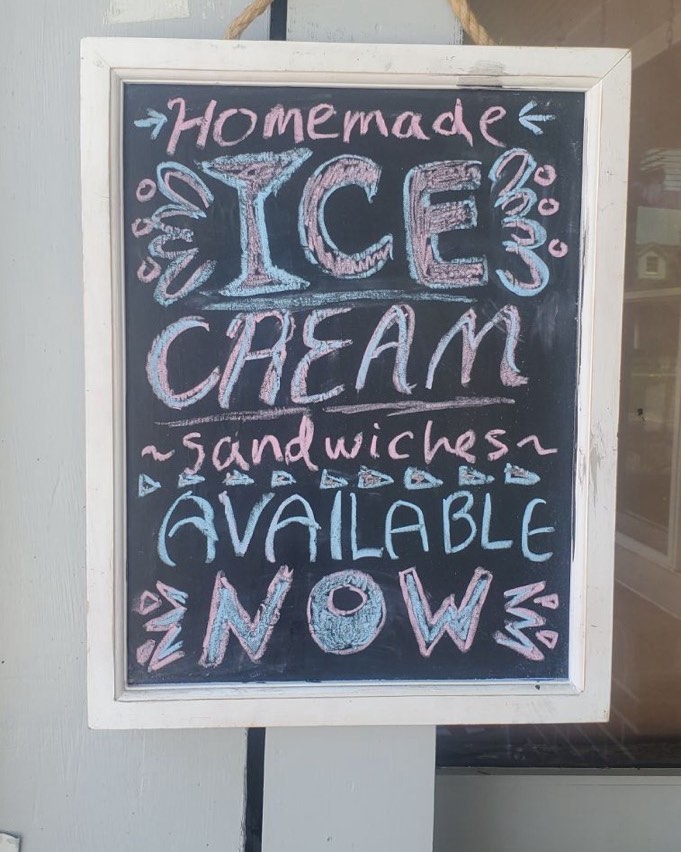 Homemade
ICE
CREAM
~sandwiches~
AVAILABLE
NOW